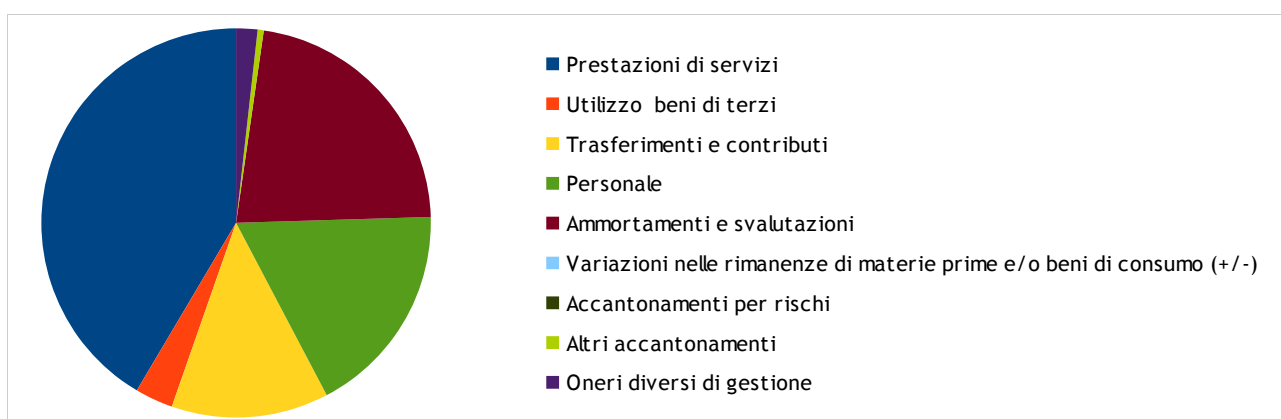 Prestazioni di servizi
Utilizzo beni di terzi
Trasferimenti e contributi
Personale
Ammortamenti e svalutazioni
Variazioni nelle rimanenze di materie prime e/o beni di consumo (+/-)
Accantonamenti per rischi
Altri accantonamenti
Oneri diversi di gestione